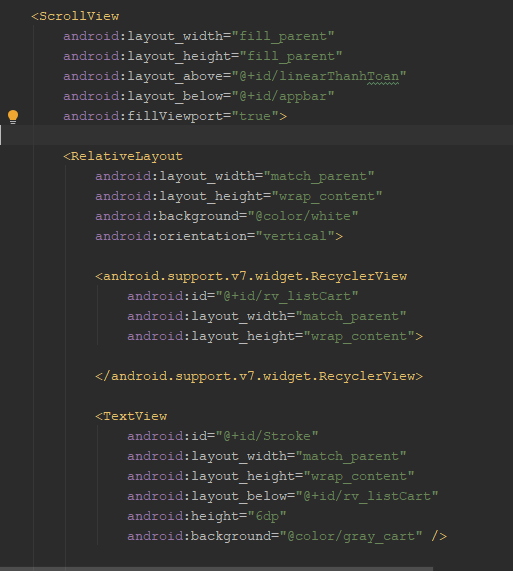 <ScrollView
android:layout_width="fill_parent"
android:layout_height="fill_parent"
android:layout_above="@+id/linearThanhToan"
android:layout_below="@+id/appbar"
android:fillViewport="true">
<RelativeLayout
android:layout_width="match_parent"
android:layout_height="wrap_content"
android:background="@color/white"
android:orientation="vertical">
<android.support.v7.widget.RecyclerView
android:id="@+id/rv_listCart"
android:layout_width="match_parent"
android:layout_height="wrap_content">
</android.support.v7.widget.RecyclerView>
<TextView
android:id="@+id/Stroke"
android:layout_width="match_parent"
android:layout_height="wrap_content"
android:layout_below="@+id/rv_listCart"
android:height="6dp"
android:background="@color/gray_cart" />